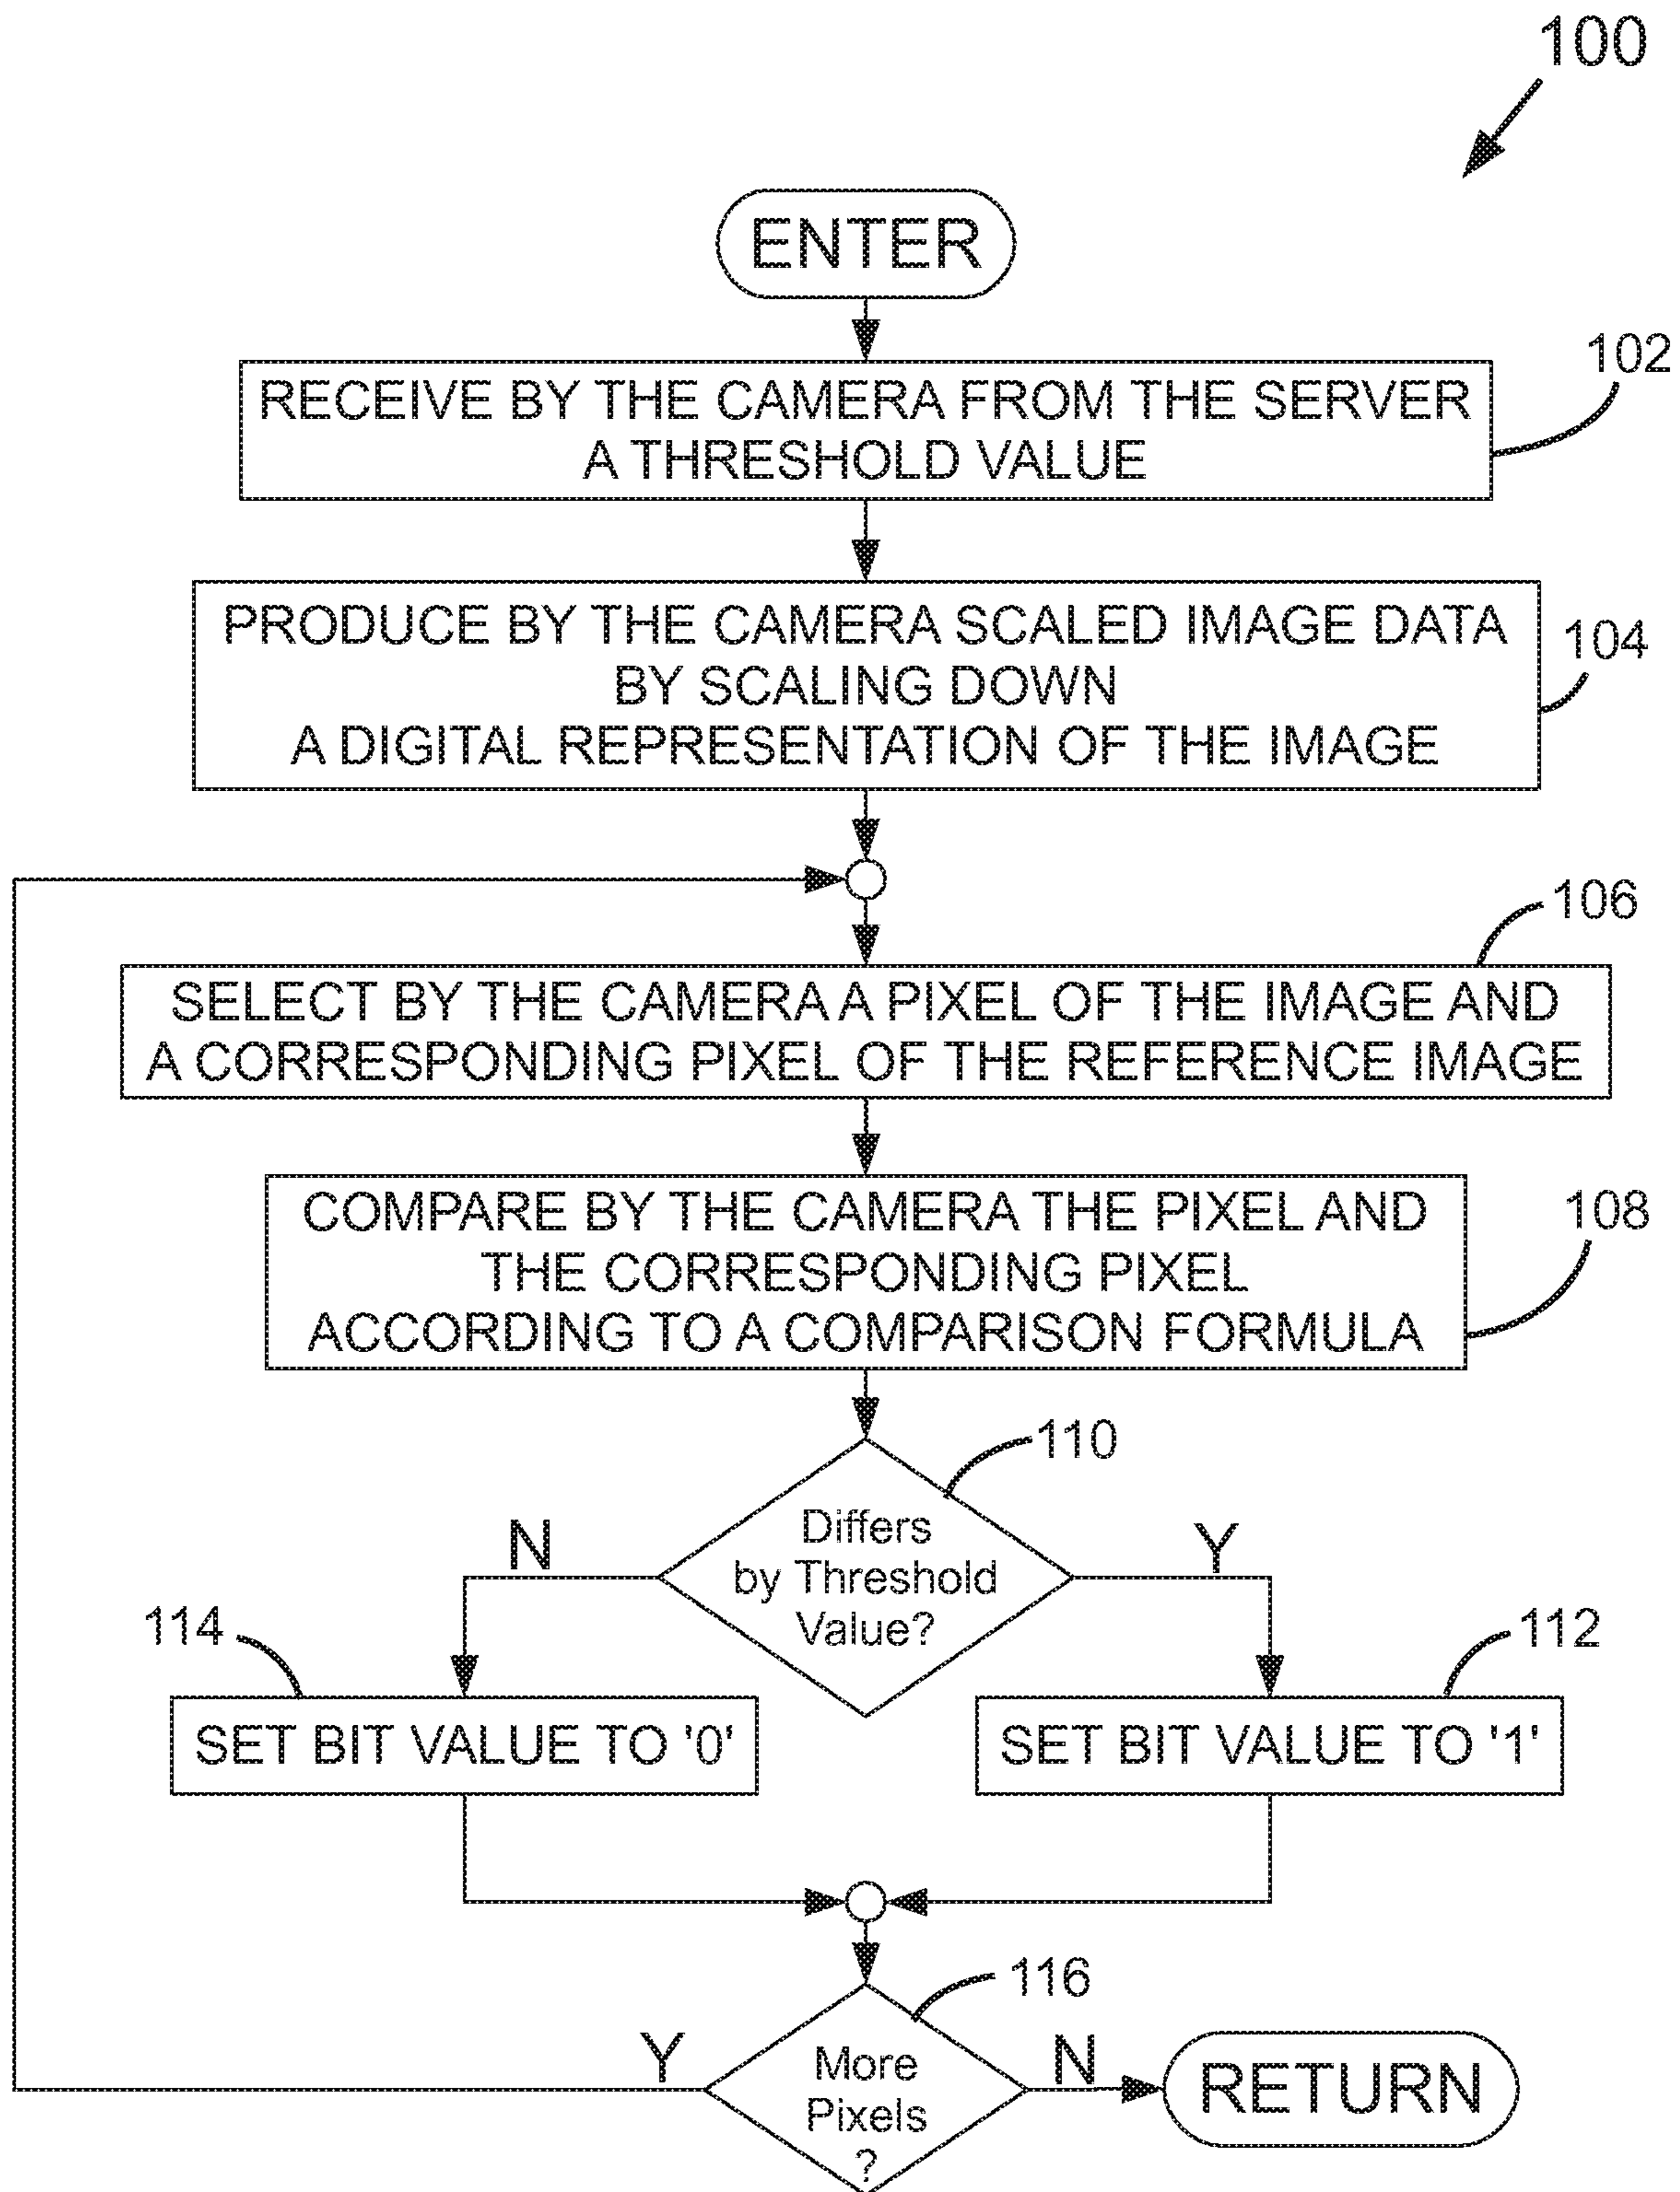 100
ENTER
102
RECEIVE BY THE CAMERA FROM THE SERVER
A THRESHOLD VALUE
104
PRODUCE BY THE CAMERA SCALED IMAGE DATA
BY SCALING DOWN
A DIGITAL REPRESENTATION OF THE IMAGE
106
SELECT BY THE CAMERA A PIXEL OF THE IMAGE AND
A CORRESPONDING PIXEL OF THE REFERENCE IMAGE
108
COMPARE BY THE CAMERA THE PIXEL AND
THE CORRESPONDING PIXEL
ACCORDING TO A COMPARISON FORMULA
110
Differs
by Threshold
Value?
N
Y
114
112
SET BIT VALUE TO '0'
SET BIT VALUE TO '1'
116
More
Pixels
?
Y
N
RETURN